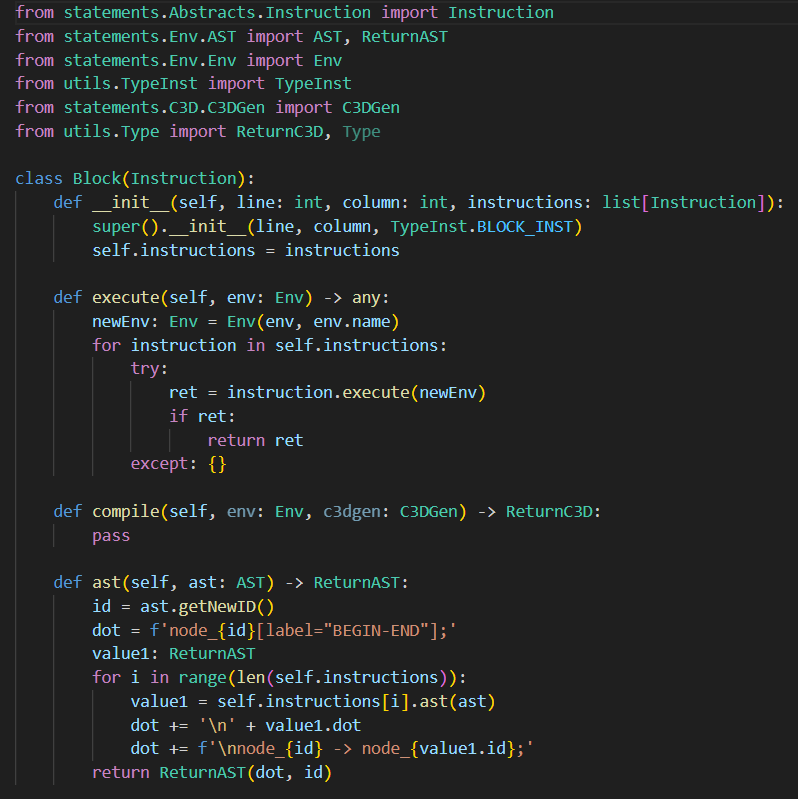 from statements.Abstracts.Instruction import Instruction
from statements.Env.AST import AST, ReturnAST
from statements.Env.Env import Env
from utils.TypeInst import TypeInst
from statements.C3D.C3DGen import C3DGen
from utils.Type import ReturnC3D, Type

class Block(Instruction):
    def __init__(self, line: int, column: int, instructions: list[Instruction]):
        super().__init__(line, column, TypeInst.BLOCK_INST)
        self.instructions = instructions

    def execute(self, env: Env) -> any:
        newEnv: Env = Env(env, env.name)
        for instruction in self.instructions:
            try:
                ret = instruction.execute(newEnv)
                if ret:
                    return ret
            except: {}

    def compile(self, env: Env, c3dgen: C3DGen) -> ReturnC3D:
        pass

    def ast(self, ast: AST) -> ReturnAST:
        id = ast.getNewID()
        dot = f'node_{id}[label="BEGIN-END"];'
        value1: ReturnAST
        for i in range(len(self.instructions)):
            value1 = self.instructions[i].ast(ast)
            dot += '\n' + value1.dot
            dot += f'\nnode_{id} -> node_{value1.id};'
        return ReturnAST(dot, id)